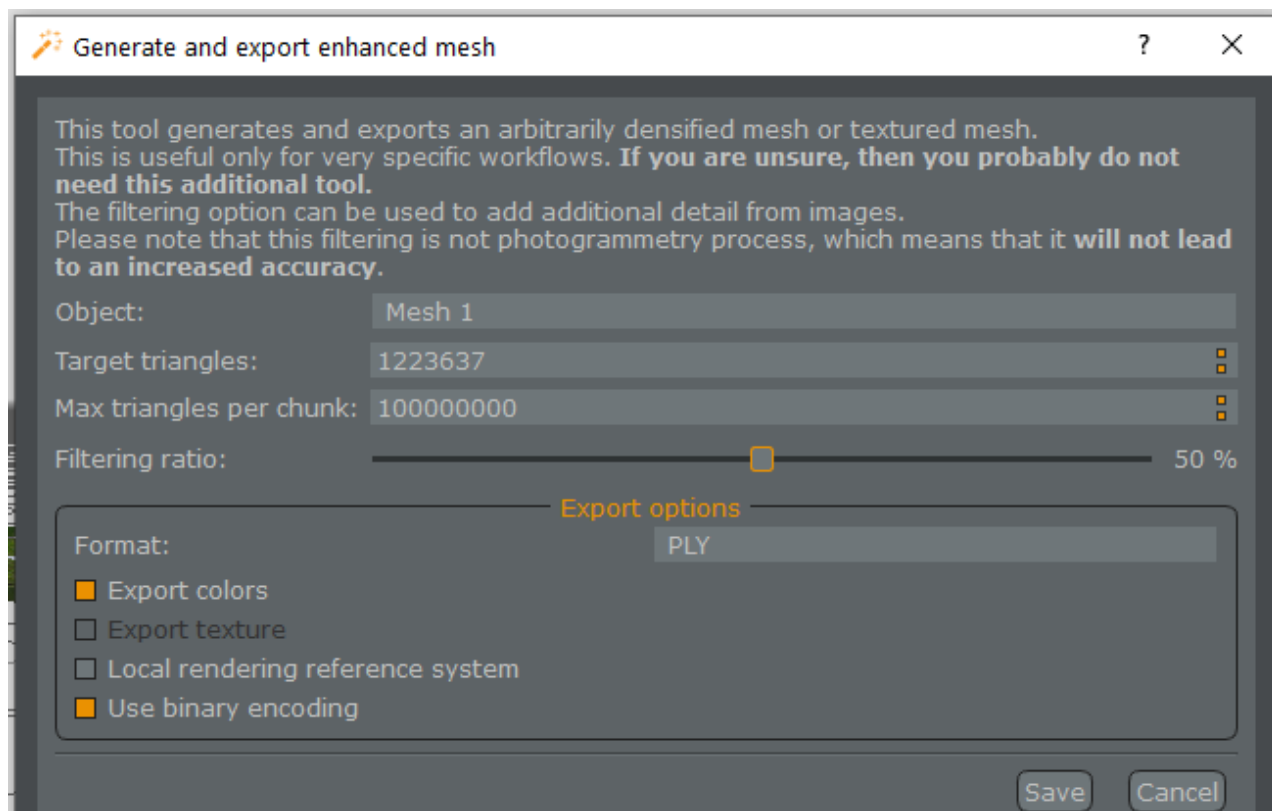 Generate and export enhanced mesh ? X
This tool generates and exports an arbitrarily densified mesh or textured mesh.
This is useful only for very specific workflows. If you are unsure, then you probably do not
need this additional tool.
The filtering option can be used to add additional detail from images.
Please note that this filtering is not photogrammetry process, which means that it will not lead
to an increased accuracy.
Object: Mesh 1
Target triangles: 1223637
Max triangles per chunk: 100000000
Filtering ratio: 50 %
Export options
Format: PLY
Export colors
Export texture
Local rendering reference system
Use binary encoding
Save Cancel